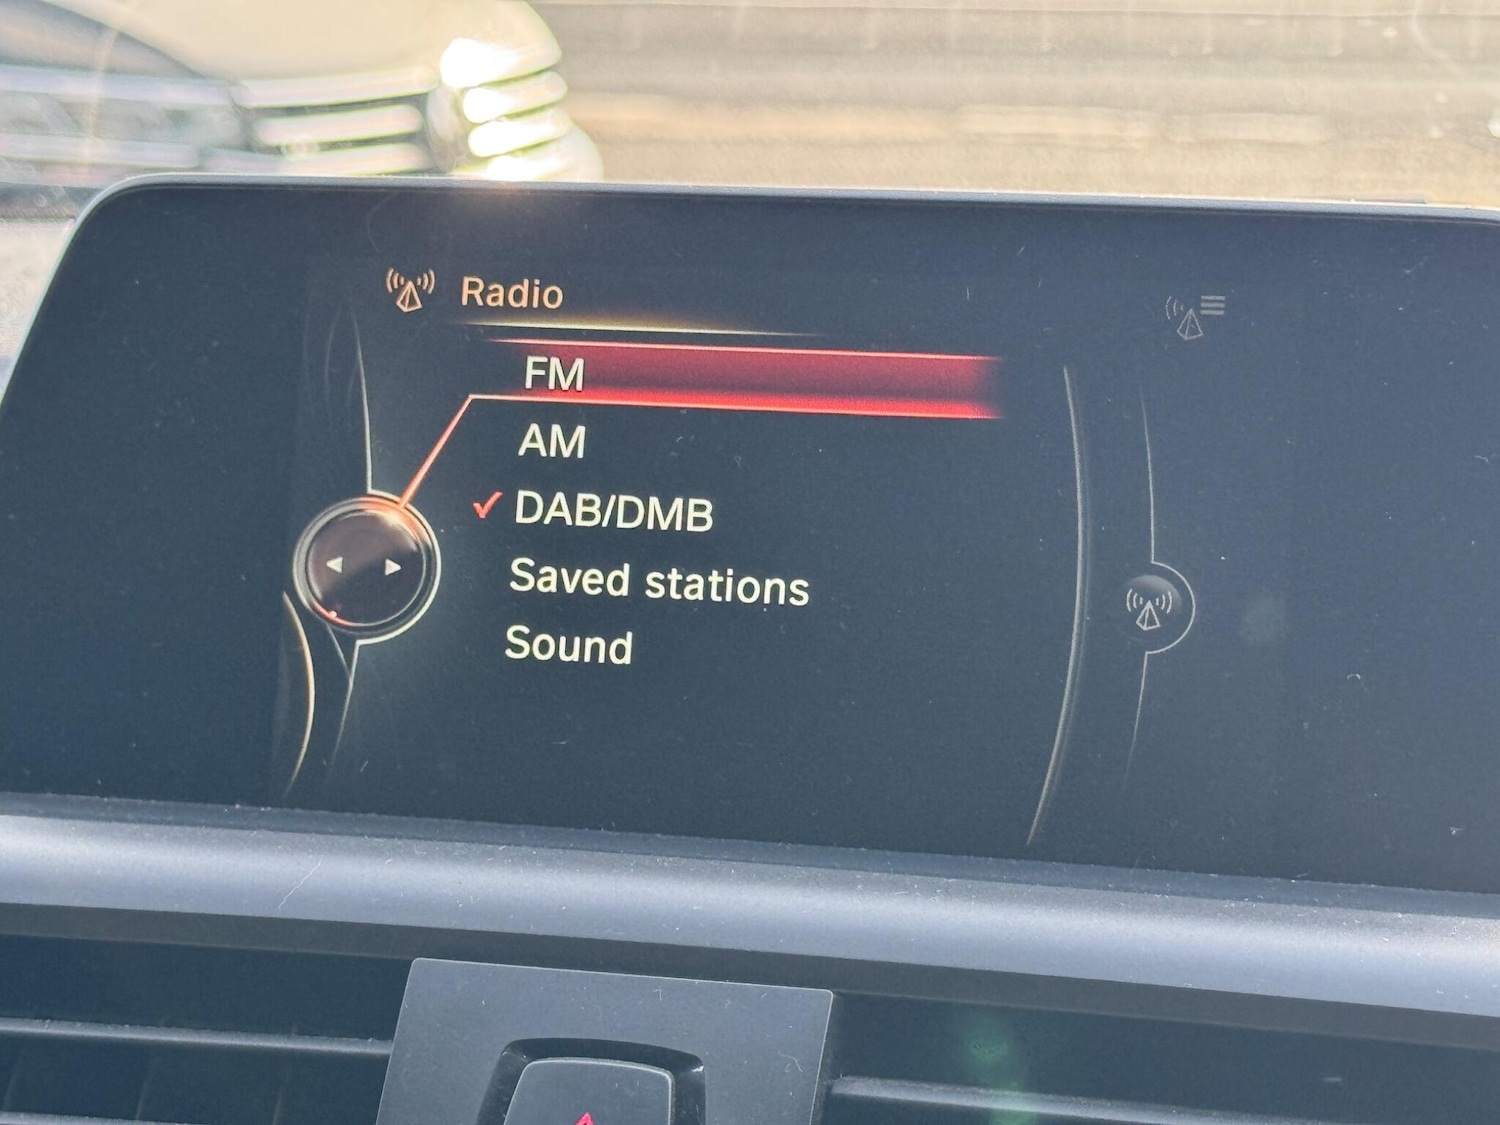 Radio
FM
AM
DAB/DMB
Saved stations
Sound